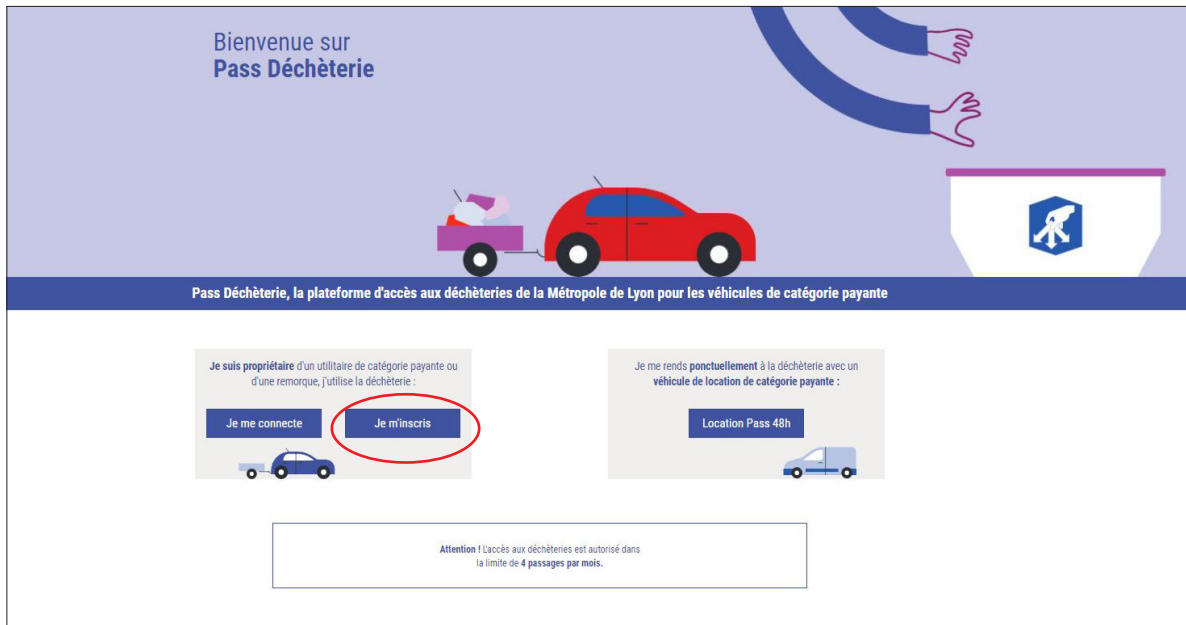 Bienvenue sur
Pass Déchèterie
Pass Déchèterie, la plateforme d'accès aux déchèteries de la Métropole de Lyon pour les véhicules de catégorie payante
Je suis propriétaire d'un utilitaire de catégorie payante ou
d'une remorque, j'utilise la déchèterie :
Je me connecte
Je m'inscris
Je me rends ponctuellement à la déchèterie avec un
véhicule de location de catégorie payante :
Location Pass 48h
Attention ! L'accès aux déchèteries est autorisé dans
la limite de 4 passages par mois.